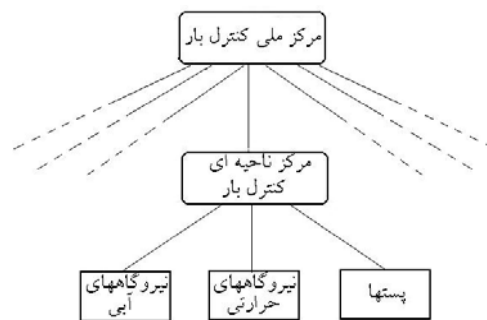 مرکز ملی کنترل بار
مرکز ناحیه ای
کنترل بار
پستها
نیروگاههای
حرارتی
نیروگاههای
آبی